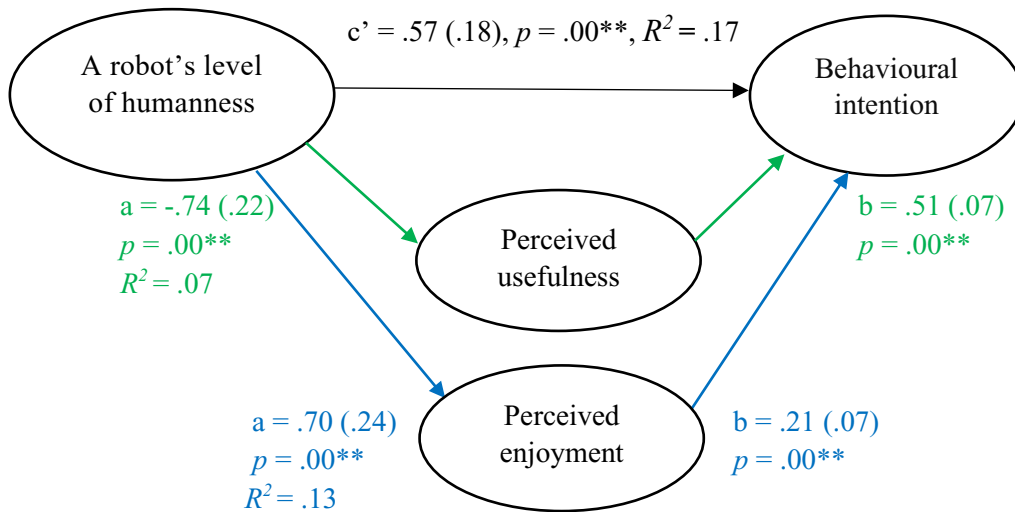 c’ = .57 (.18), p = .00**, R² = .17
A robot’s level
of humanness
Behavioural
intention
a = -.74 (.22)
p = .00**
R² = .07
Perceived
usefulness
b = .51 (.07)
p = .00**
a = .70 (.24)
p = .00**
R² = .13
Perceived
enjoyment
b = .21 (.07)
p = .00**